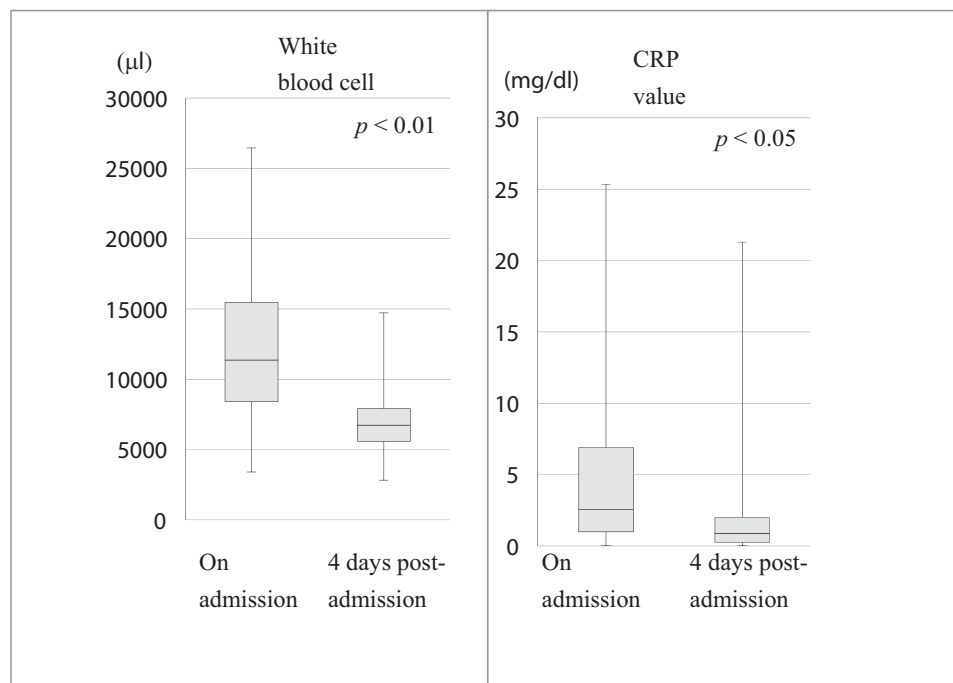 White
blood cell
(μl)
30000
p < 0.01
25000
20000
15000
10000
5000
0
On
admission
4 days post-
admission
CRP
value
(mg/dl)
30
p < 0.05
25
20
15
10
5
0
On
admission
4 days post-
admission